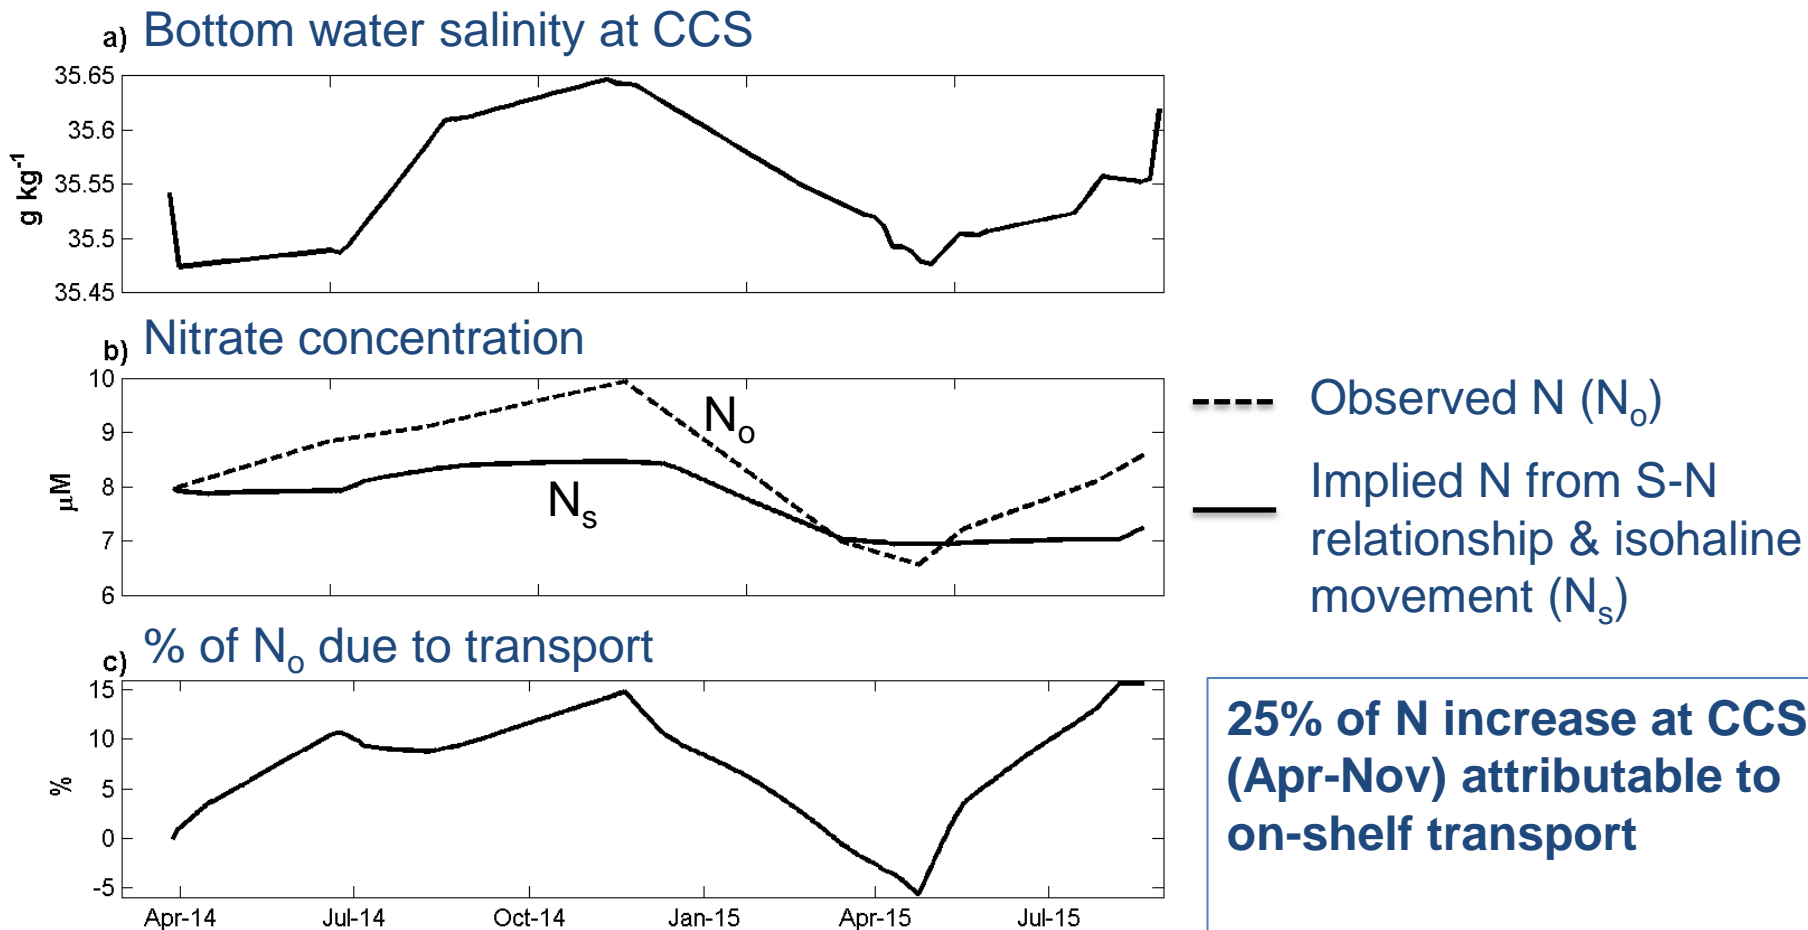 a) Bottom water salinity at CCS
35.65
35.6
35.55
35.5
35.45
g kg-1
b) Nitrate concentration
10
9
8
7
6
μM
No
Ns
Observed N (No)
Implied N from S-N
relationship & isohaline
movement (Ns)
c) % of No due to transport
15
10
5
0
-5
%
Apr-14 Jul-14 Oct-14 Jan-15 Apr-15 Jul-15
25% of N increase at CCS
(Apr-Nov) attributable to
on-shelf transport